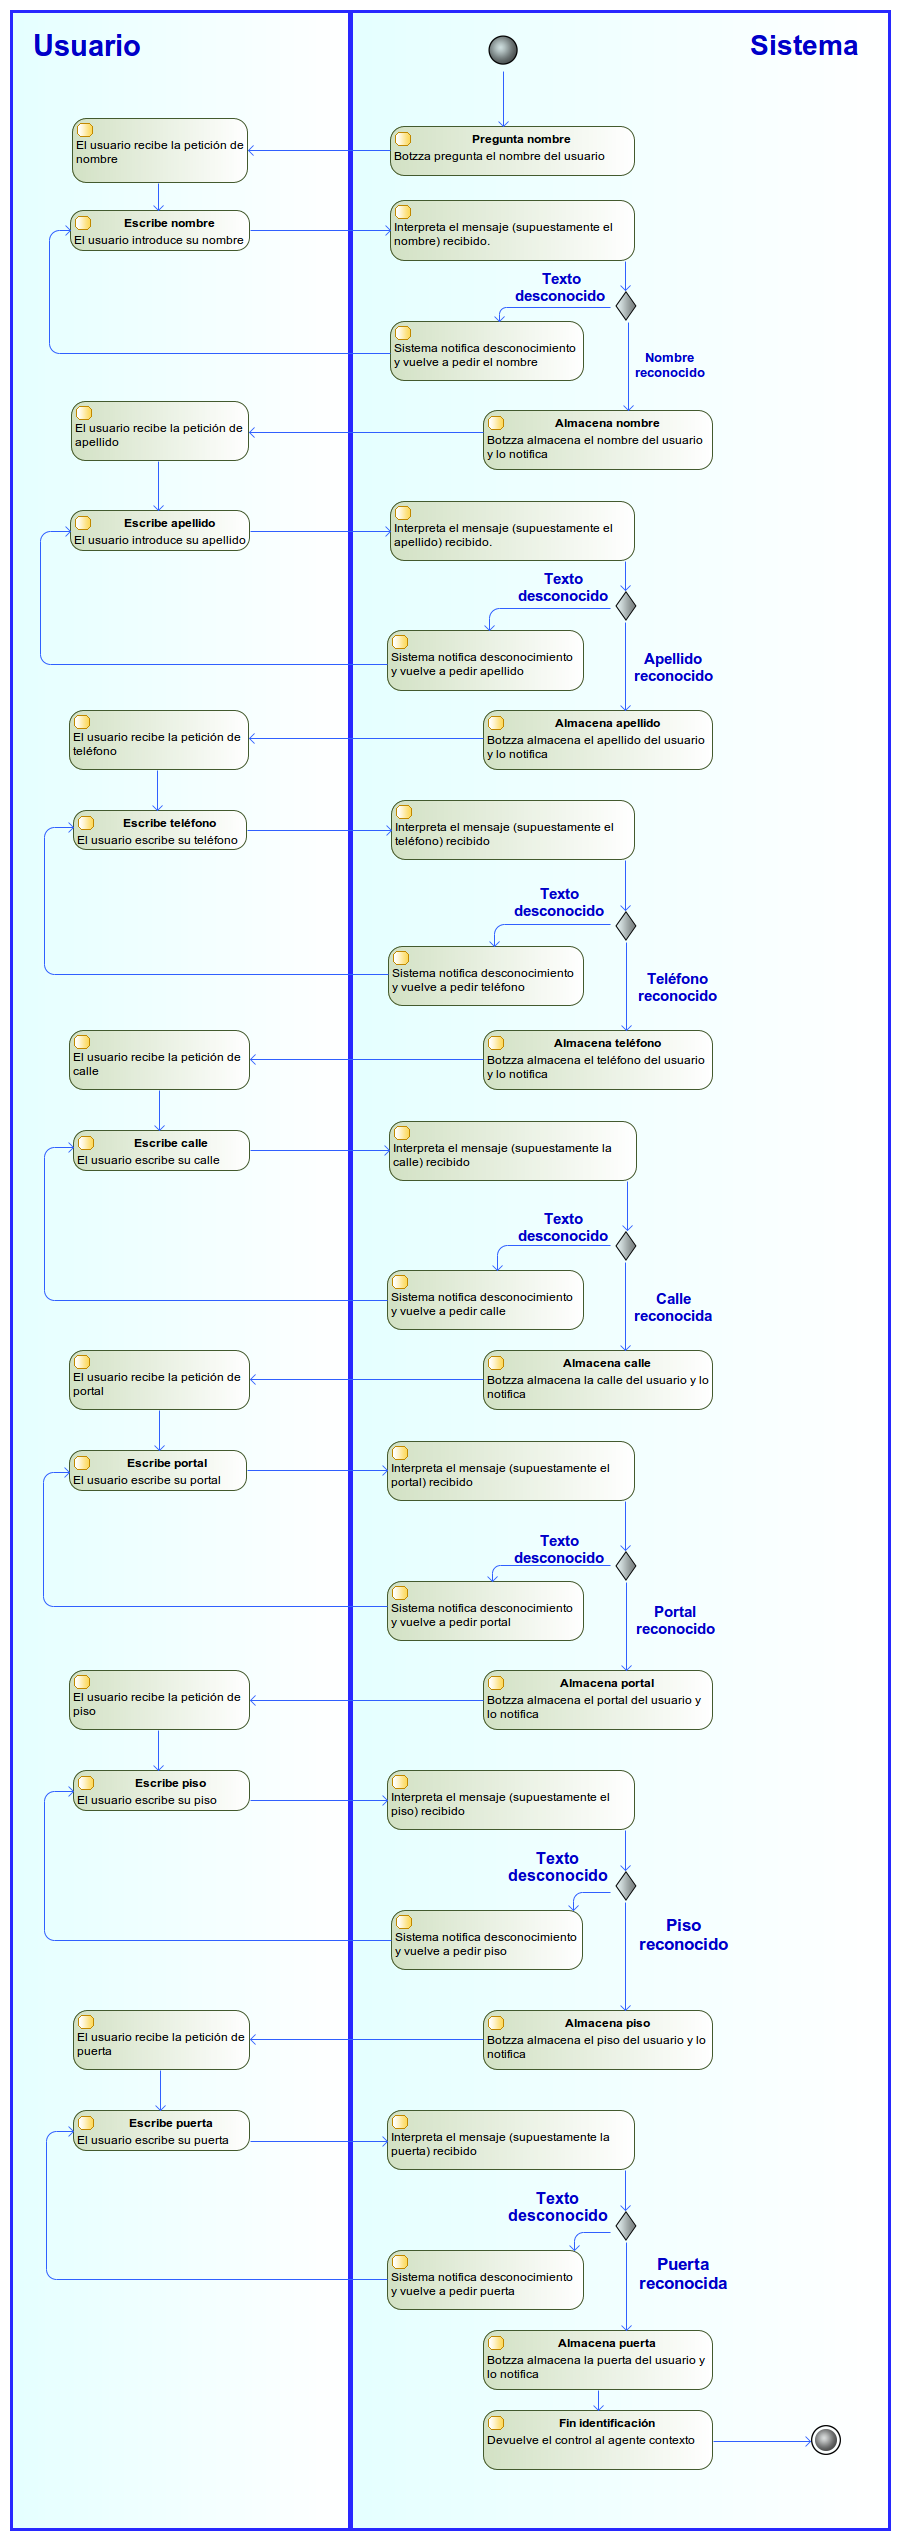 Usuario
Sistema
Pregunta nombre
Botzza pregunta el nombre del usuario
El usuario recibe la petición de
nombre
Escribe nombre
El usuario introduce su nombre
Interpreta el mensaje (supuestamente el
nombre) recibido.
Texto
desconocido
Sistema notifica desconocimiento
y vuelve a pedir el nombre
Nombre
reconocido
Almacena nombre
Botzza almacena el nombre del usuario
y lo notifica
El usuario recibe la petición de
apellido
Escribe apellido
El usuario introduce su apellido
Interpreta el mensaje (supuestamente el
apellido) recibido.
Texto
desconocido
Sistema notifica desconocimiento
y vuelve a pedir apellido
Apellido
reconocido
Almacena apellido
Botzza almacena el apellido del usuario
y lo notifica
El usuario recibe la petición de
teléfono
Escribe teléfono
El usuario escribe su teléfono
Interpreta el mensaje (supuestamente el
teléfono) recibido
Texto
desconocido
Sistema notifica desconocimiento
y vuelve a pedir teléfono
Teléfono
reconocido
Almacena teléfono
Botzza almacena el teléfono del usuario
y lo notifica
El usuario recibe la petición de
calle
Escribe calle
El usuario escribe su calle
Interpreta el mensaje (supuestamente la
calle) recibido
Texto
desconocido
Sistema notifica desconocimiento
y vuelve a pedir calle
Calle
reconocida
Almacena calle
Botzza almacena la calle del usuario y lo
notifica
El usuario recibe la petición de
portal
Escribe portal
El usuario escribe su portal
Interpreta el mensaje (supuestamente el
portal) recibido
Texto
desconocido
Sistema notifica desconocimiento
y vuelve a pedir portal
Portal
reconocido
Almacena portal
Botzza almacena el portal del usuario y
lo notifica
El usuario recibe la petición de
piso
Escribe piso
El usuario escribe su piso
Interpreta el mensaje (supuestamente el
piso) recibido
Texto
desconocido
Sistema notifica desconocimiento
y vuelve a pedir piso
Piso
reconocido
Almacena piso
Botzza almacena el piso del usuario y lo
notifica
El usuario recibe la petición de
puerta
Escribe puerta
El usuario escribe su puerta
Interpreta el mensaje (supuestamente la
puerta) recibido
Texto
desconocido
Sistema notifica desconocimiento
y vuelve a pedir puerta
Puerta
reconocida
Almacena puerta
Botzza almacena la puerta del usuario y
lo notifica
Fin identificación
Devuelve el control al agente contexto